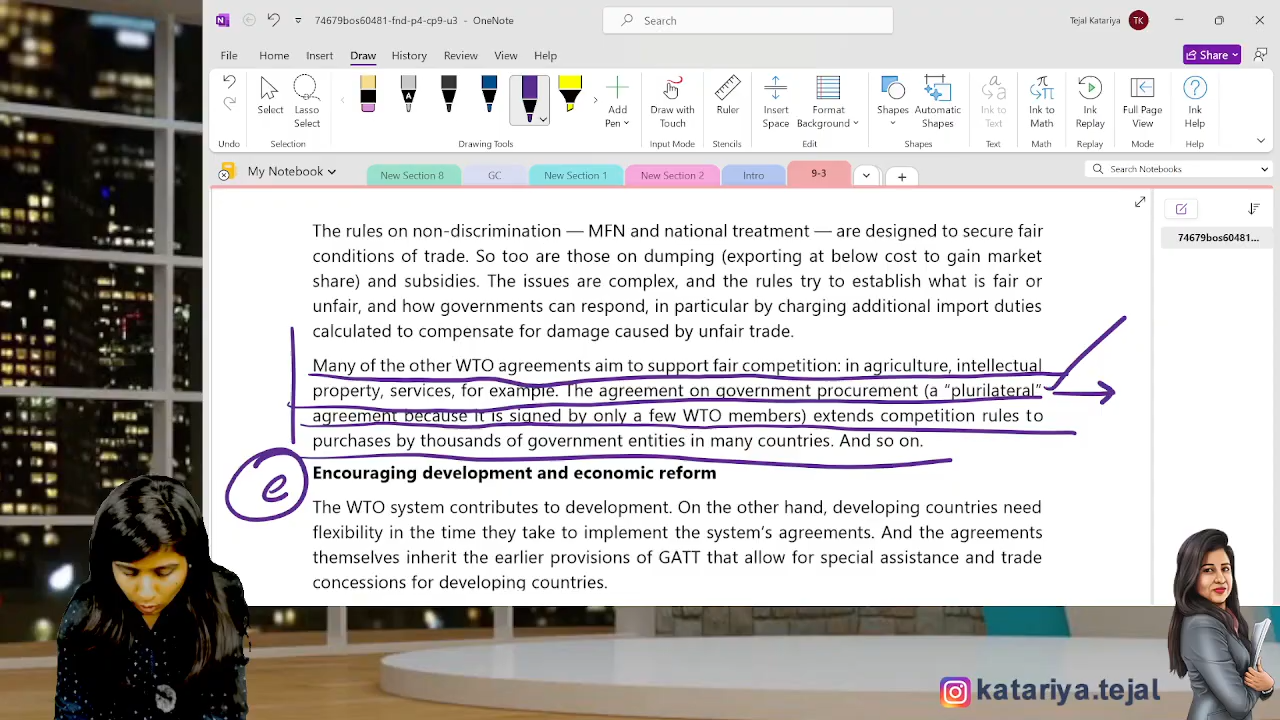 74679bos60481-fnd-p4-cp9-u3 - OneNote
Search
Tejal Katariya
TK
File Home Insert Draw History Review View Help
Share
Select
Lasso Select
Add Pen
Draw with Touch
Ruler
Insert Space
Format Background
Shapes
Automatic Shapes
Ink to Text
Ink to Math
Ink Replay
Full Page View
Ink Help
Undo Selection Drawing Tools Input Mode Stencils Edit Shapes Text Math Replay Mode Help
My Notebook
New Section 8 GC New Section 1 New Section 2 Intro 9-3
Search Notebooks
74679bos60481...
The rules on non-discrimination — MFN and national treatment — are designed to secure fair
conditions of trade. So too are those on dumping (exporting at below cost to gain market
share) and subsidies. The issues are complex, and the rules try to establish what is fair or
unfair, and how governments can respond, in particular by charging additional import duties
calculated to compensate for damage caused by unfair trade.
Many of the other WTO agreements aim to support fair competition: in agriculture, intellectual
property, services, for example. The agreement on government procurement (a “plurilateral”
agreement because it is signed by only a few WTO members) extends competition rules to
purchases by thousands of government entities in many countries. And so on.
e
Encouraging development and economic reform
The WTO system contributes to development. On the other hand, developing countries need
flexibility in the time they take to implement the system’s agreements. And the agreements
themselves inherit the earlier provisions of GATT that allow for special assistance and trade
concessions for developing countries.
katariya.tejal